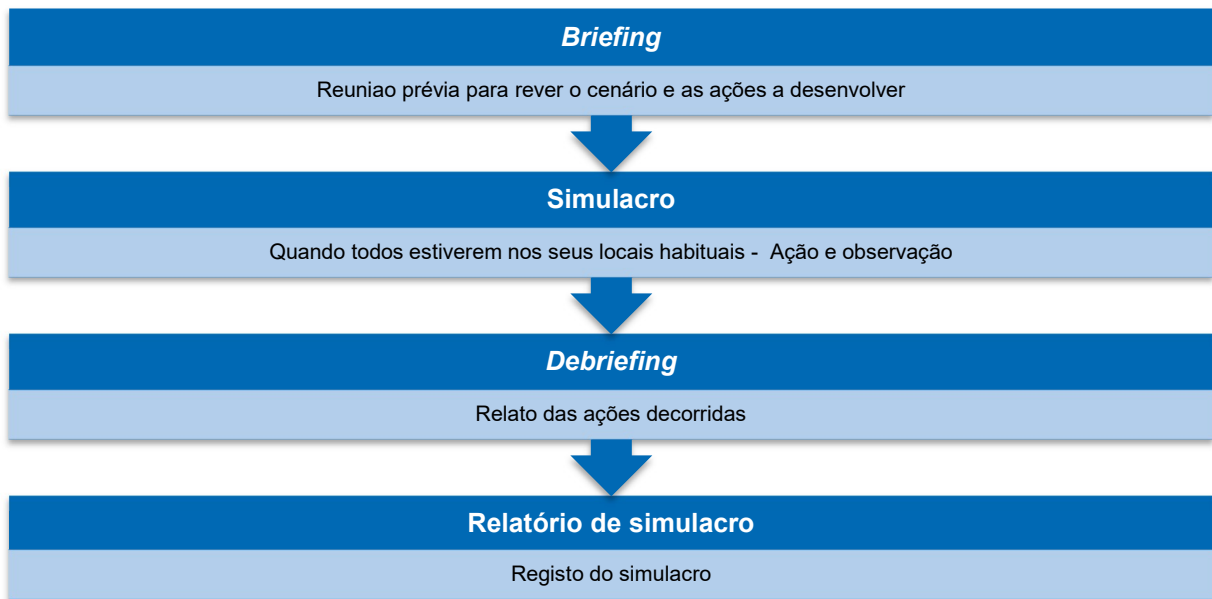 Briefing
Reuniao prévia para rever o cenário e as ações a desenvolver
Simulacro
Quando todos estiverem nos seus locais habituais - Ação e observação
Debriefing
Relato das ações decorridas
Relatório de simulacro
Registo do simulacro